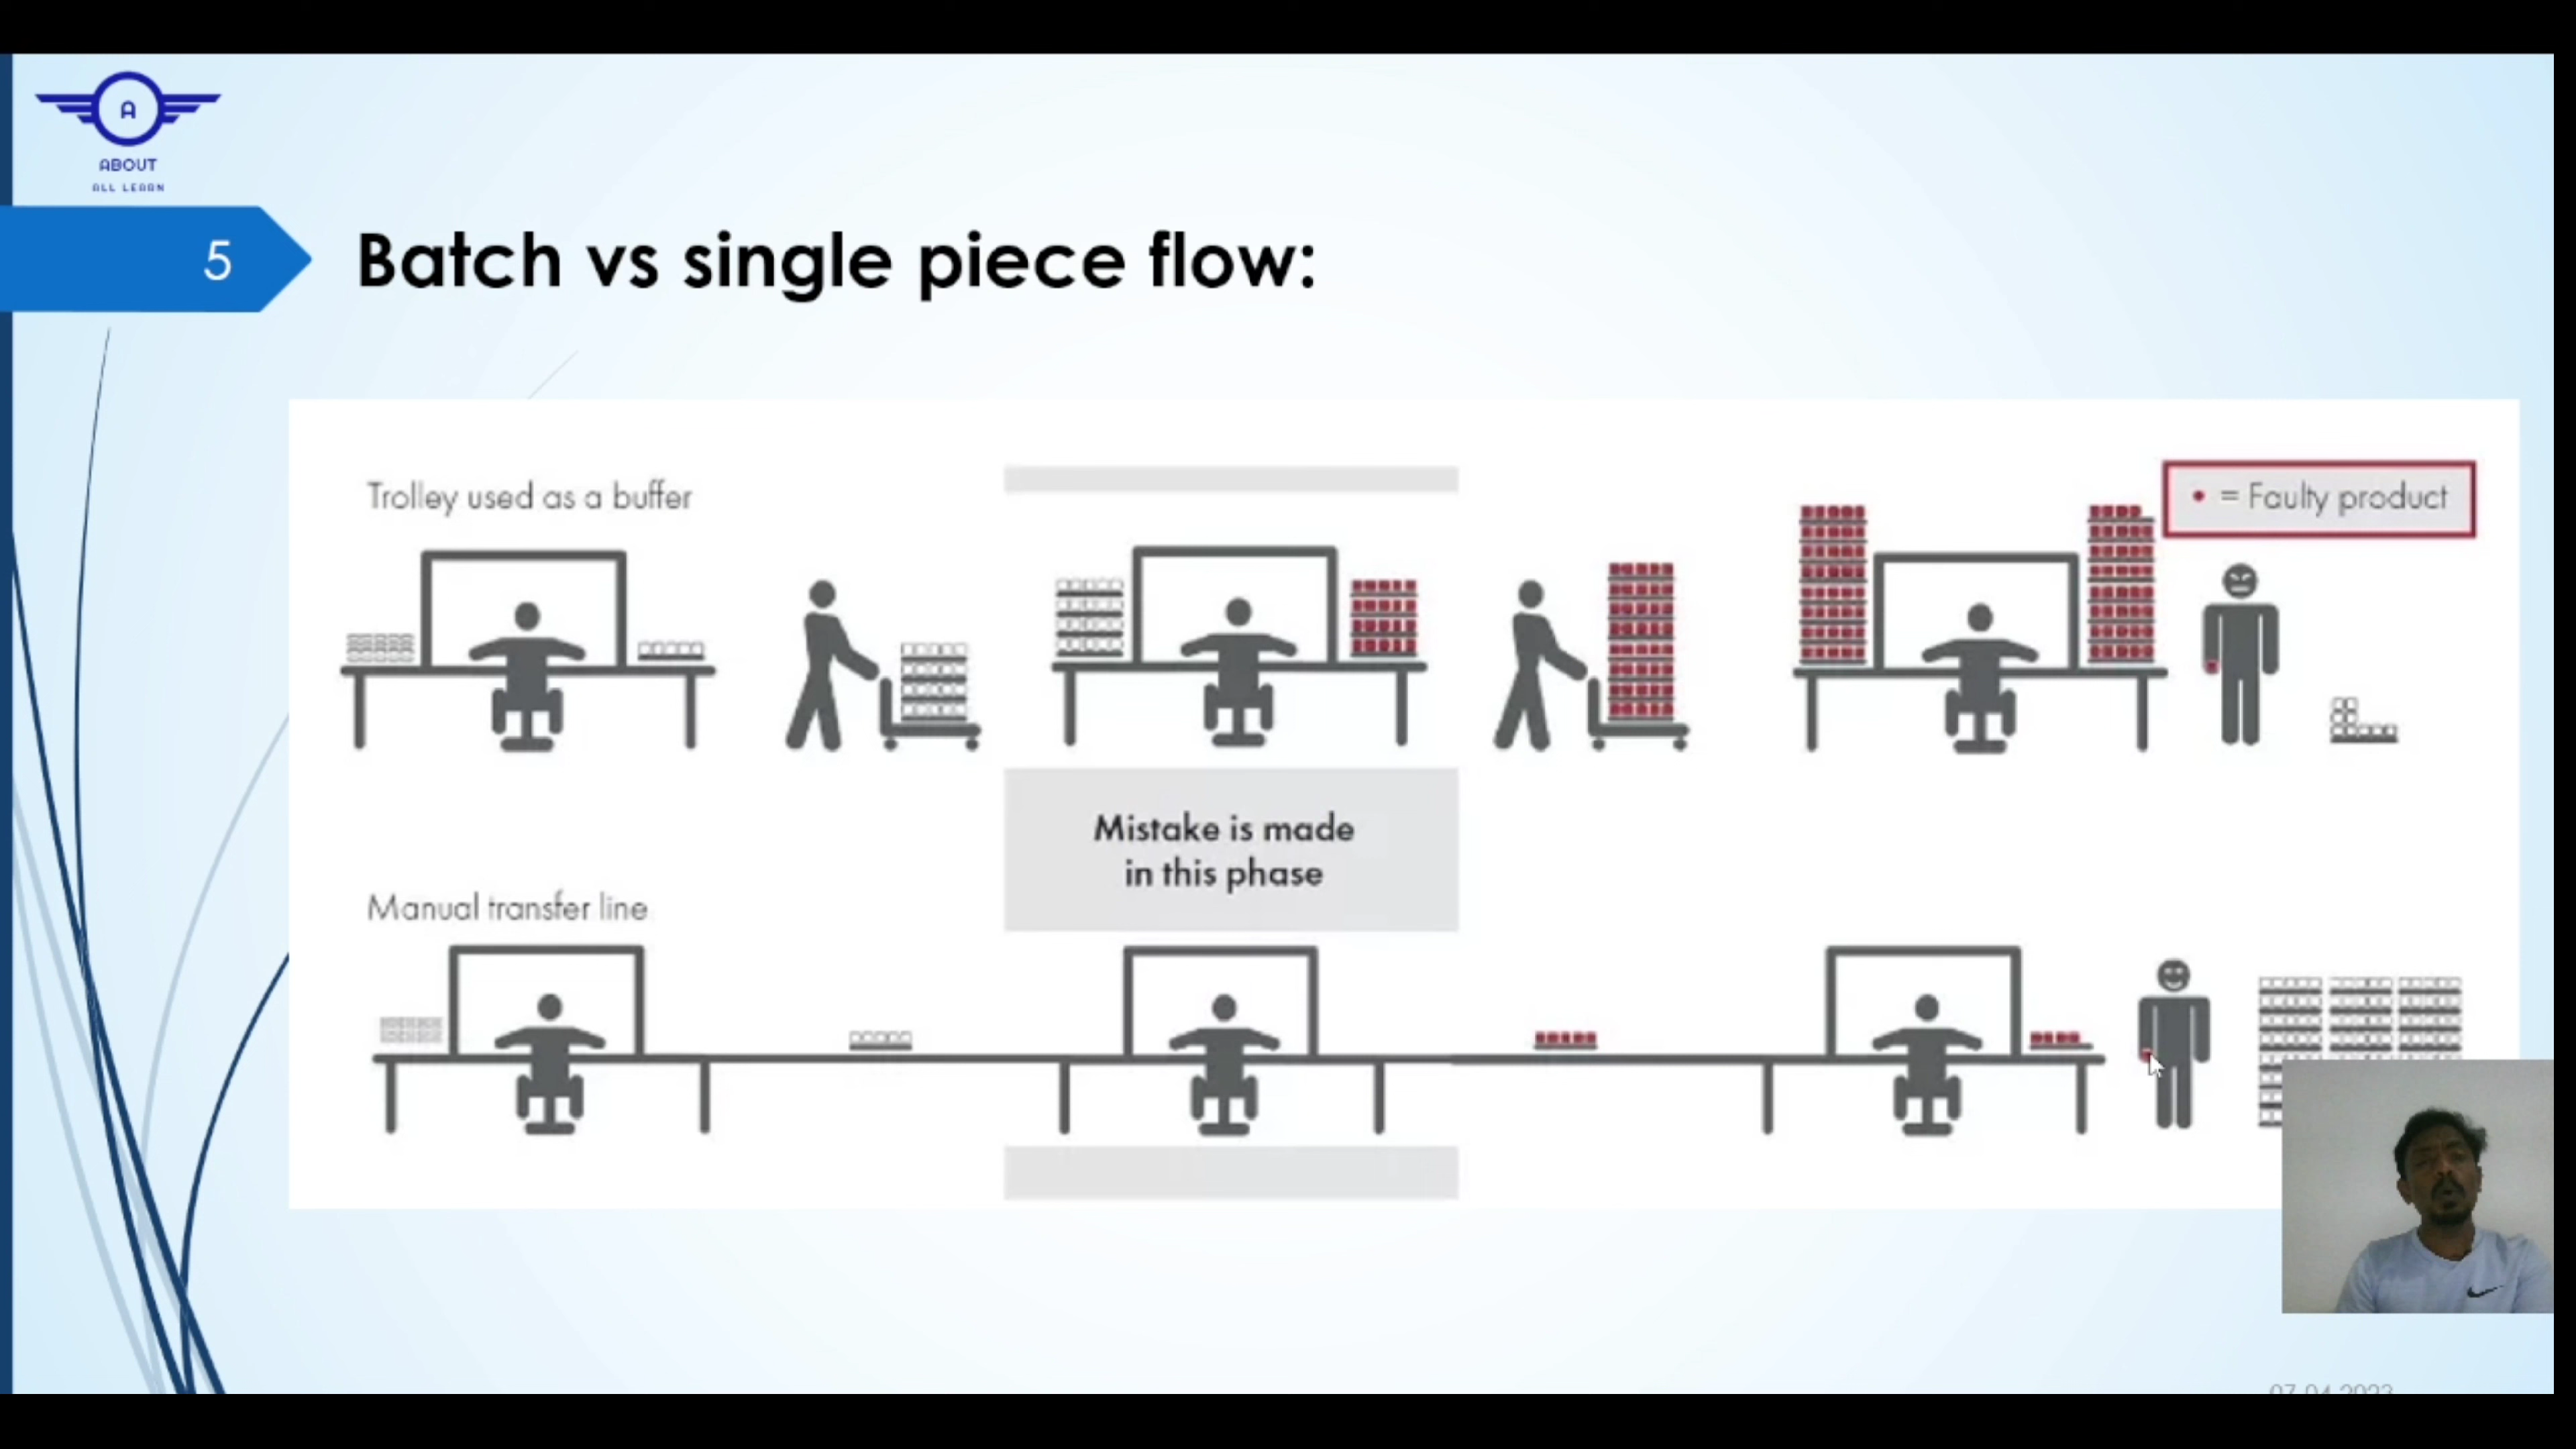 A
ABOUT
ALL LEARN
5
Batch vs single piece flow:
Trolley used as a buffer
• = Faulty product
Mistake is made
in this phase
Manual transfer line